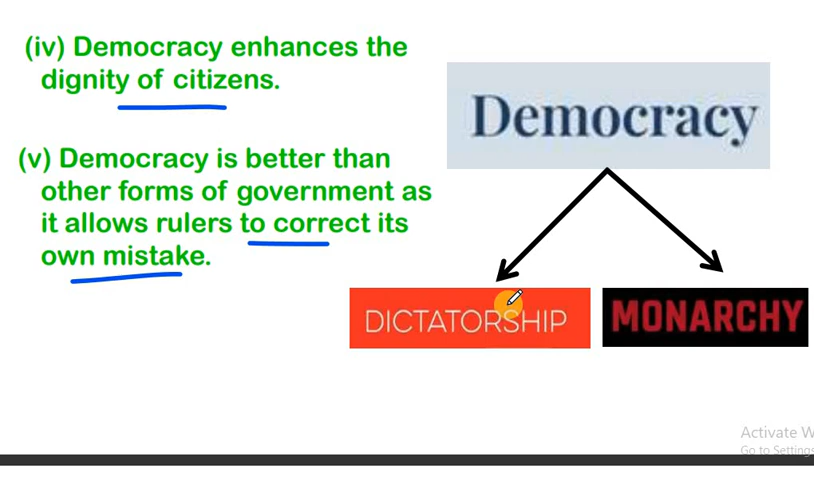 (iv) Democracy enhances the
dignity of citizens.
(v) Democracy is better than
other forms of government as
it allows rulers to correct its
own mistake.
Democracy
DICTATORSHIP
MONARCHY
Activate W
Go to Settings